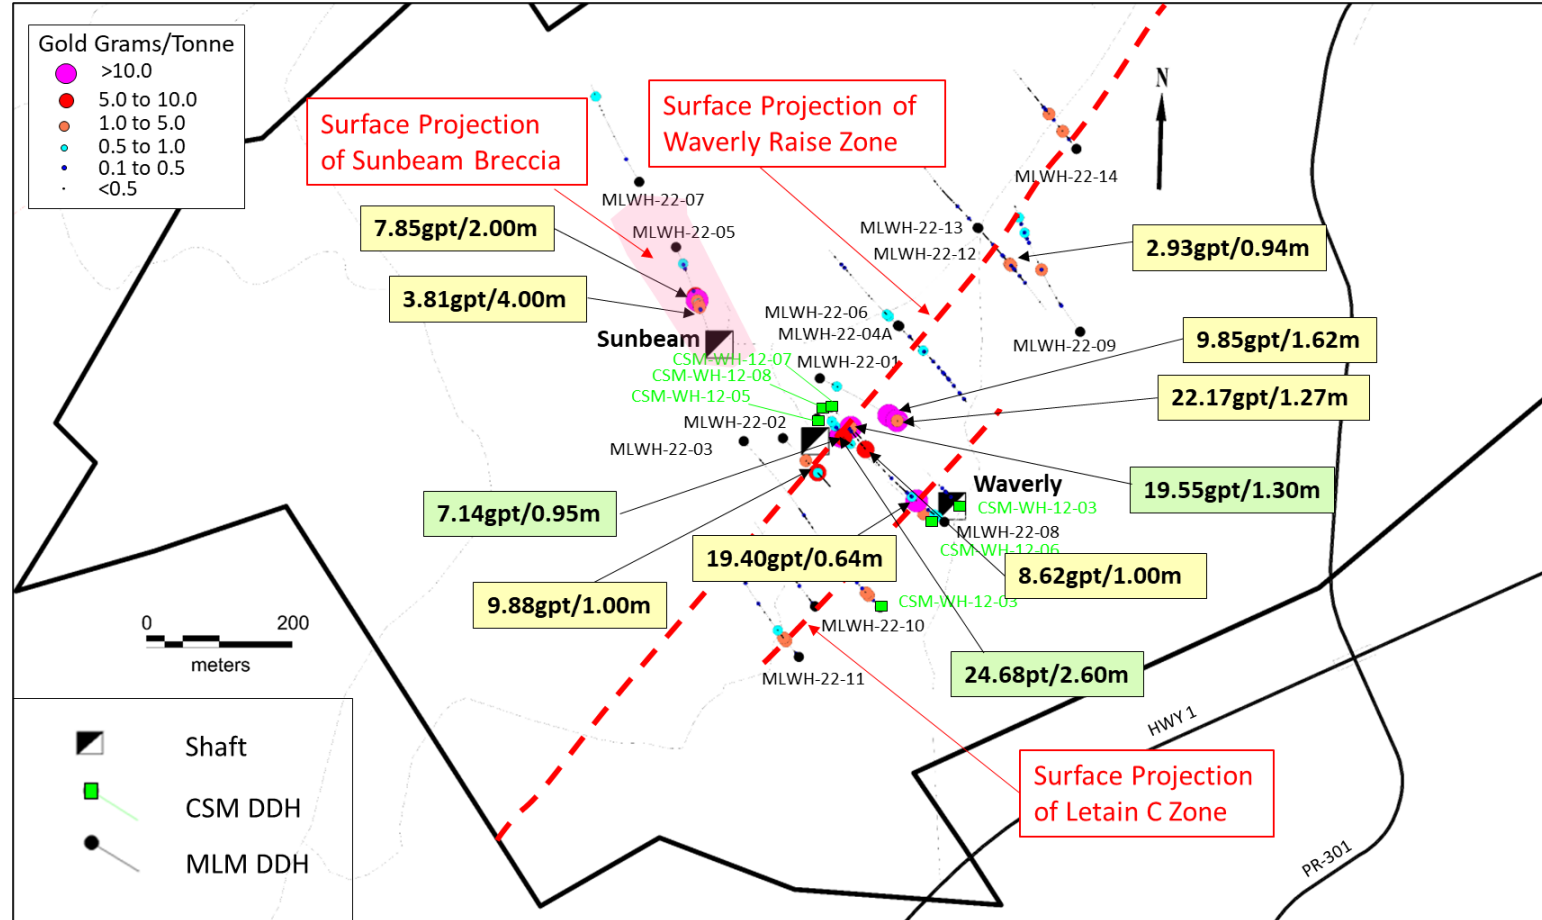 Gold Grams/Tonne
>10.0
5.0 to 10.0
1.0 to 5.0
0.5 to 1.0
0.1 to 0.5
<0.5
Surface Projection
of Sunbeam Breccia
Surface Projection of
Waverly Raise Zone
N
MLWH-22-14
MLWH-22-07
MLWH-22-05
MLWH-22-13
MLWH-22-12
7.85gpt/2.00m
2.93gpt/0.94m
3.81gpt/4.00m
MLWH-22-06
MLWH-22-04A
Sunbeam
MLWH-22-09
9.85gpt/1.62m
CSM-WH-12-07
MLWH-22-01
CSM-WH-12-08
CSM-WH-12-05
22.17gpt/1.27m
MLWH-22-02
MLWH-22-03
Waverly
19.55gpt/1.30m
CSM-WH-12-03
7.14gpt/0.95m
MLWH-22-08
CSM-WH-12-06
19.40gpt/0.64m
8.62gpt/1.00m
9.88gpt/1.00m
CSM-WH-12-03
MLWH-22-10
0 200
meters
24.68pt/2.60m
MLWH-22-11
HWY 1
Surface Projection
of Letain C Zone
PR-301
Shaft
CSM DDH
MLM DDH